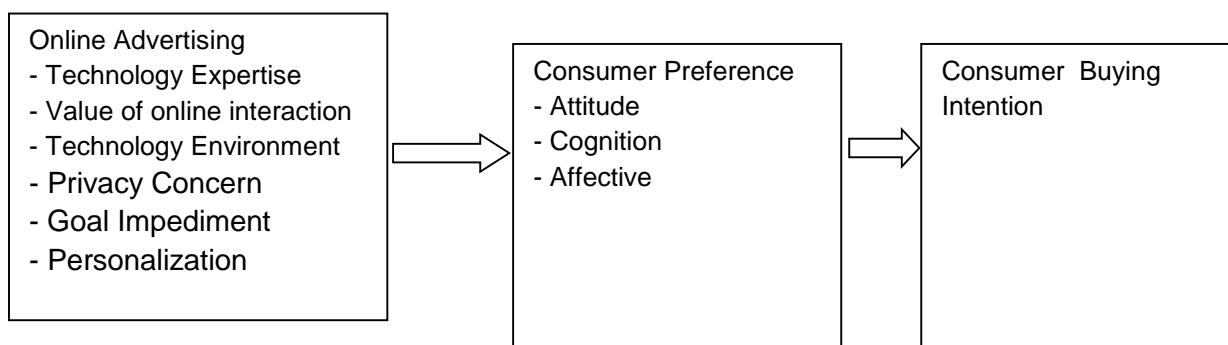 Online Advertising
- Technology Expertise
- Value of online interaction
- Technology Environment
- Privacy Concern
- Goal Impediment
- Personalization
Consumer Preference
- Attitude
- Cognition
- Affective
Consumer  Buying
Intention